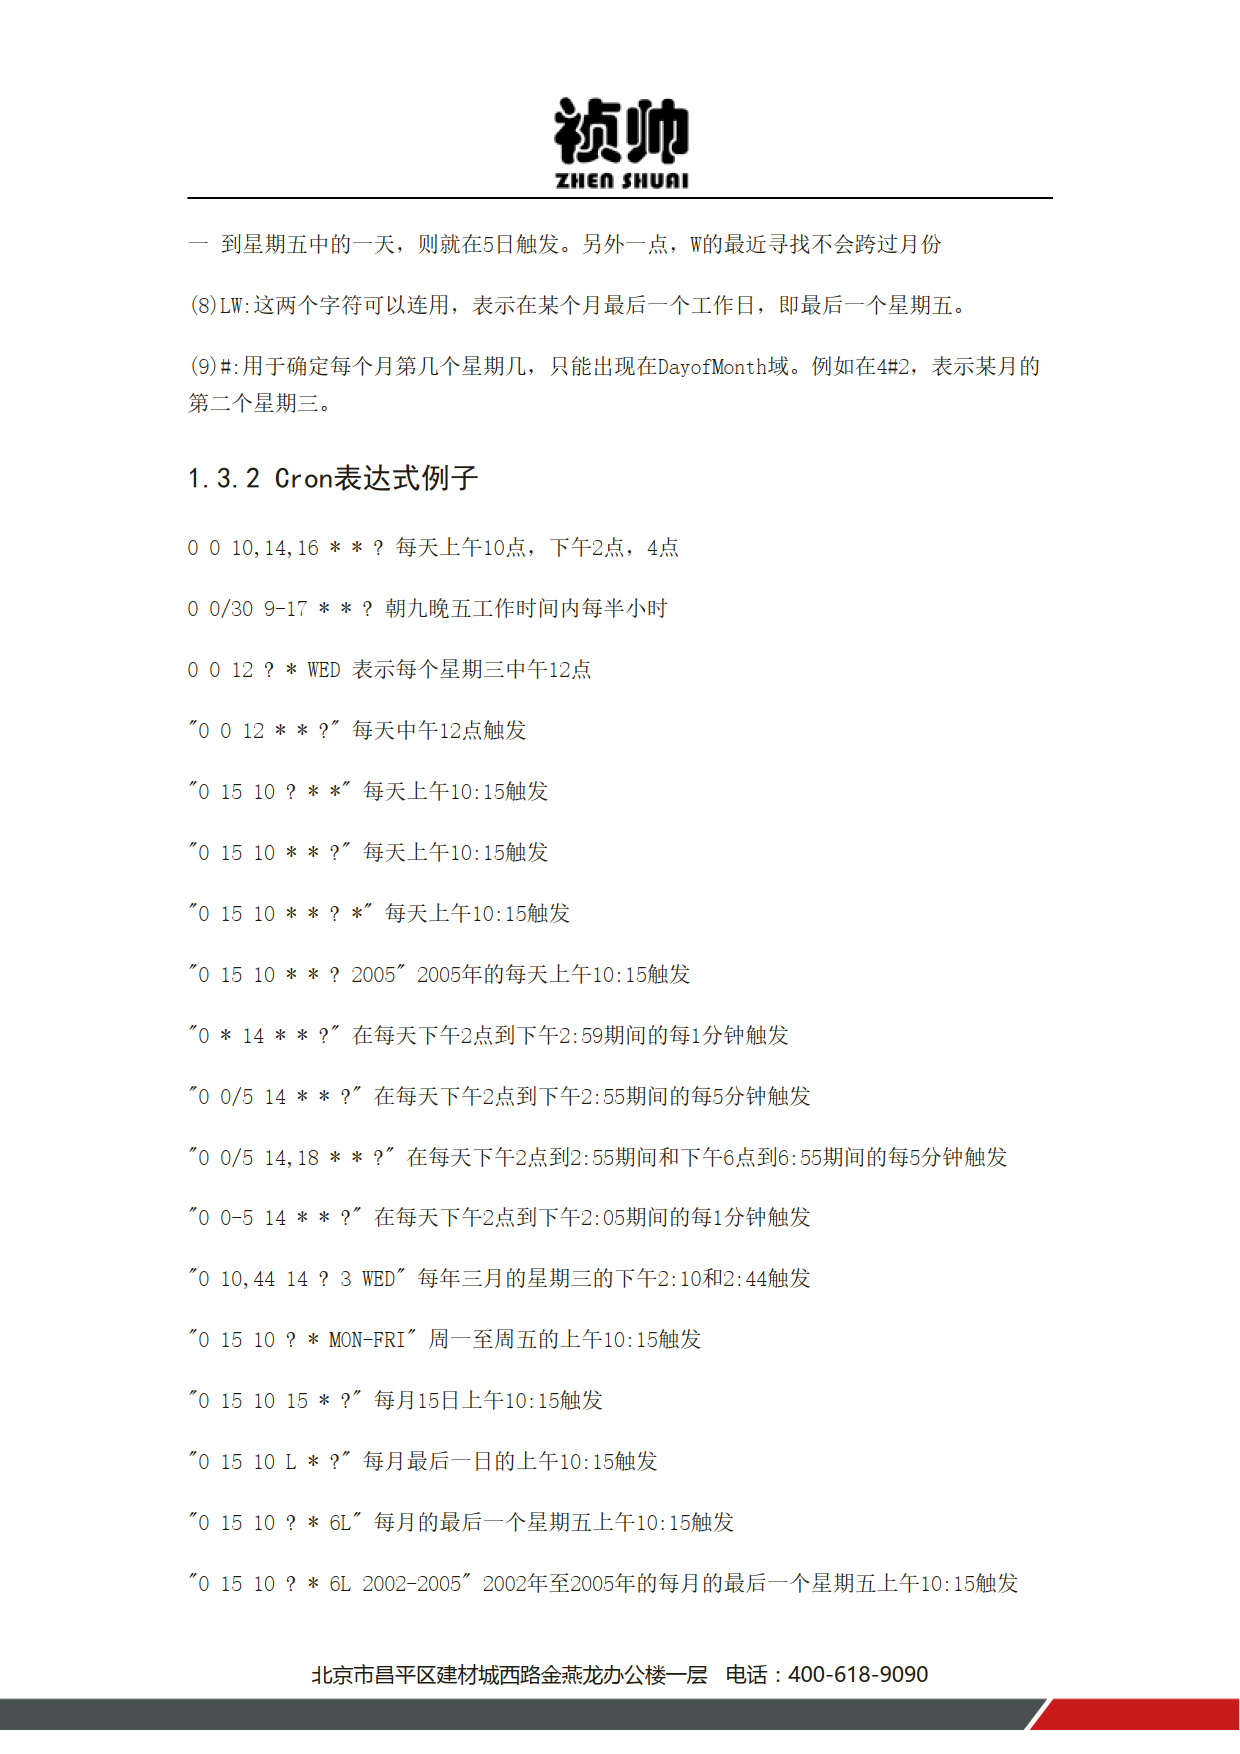 祯帅
ZHEN SHUAI
一 到星期五中的一天，则就在5日触发。另外一点，W的最近寻找不会跨过月份
(8)LW:这两个字符可以连用，表示在某个月最后一个工作日，即最后一个星期五。
(9)#:用于确定每个月第几个星期几，只能出现在DayofMonth域。例如在4#2，表示某月的
第二个星期三。
1.3.2 Cron表达式例子
0 0 10,14,16 * * ? 每天上午10点，下午2点，4点
0 0/30 9-17 * * ? 朝九晚五工作时间内每半小时
0 0 12 ? * WED 表示每个星期三中午12点
"0 0 12 * * ?" 每天中午12点触发
"0 15 10 ? * *" 每天上午10:15触发
"0 15 10 * * ?" 每天上午10:15触发
"0 15 10 * * ? *" 每天上午10:15触发
"0 15 10 * * ? 2005" 2005年的每天上午10:15触发
"0 * 14 * * ?" 在每天下午2点到下午2:59期间的每1分钟触发
"0 0/5 14 * * ?" 在每天下午2点到下午2:55期间的每5分钟触发
"0 0/5 14,18 * * ?" 在每天下午2点到2:55期间和下午6点到6:55期间的每5分钟触发
"0 0-5 14 * * ?" 在每天下午2点到下午2:05期间的每1分钟触发
"0 10,44 14 ? 3 WED" 每年三月的星期三的下午2:10和2:44触发
"0 15 10 ? * MON-FRI" 周一至周五的上午10:15触发
"0 15 10 15 * ?" 每月15日上午10:15触发
"0 15 10 L * ?" 每月最后一日的上午10:15触发
"0 15 10 ? * 6L" 每月的最后一个星期五上午10:15触发
"0 15 10 ? * 6L 2002-2005" 2002年至2005年的每月的最后一个星期五上午10:15触发
北京市昌平区建材城西路金燕龙办公楼一层 电话：400-618-9090